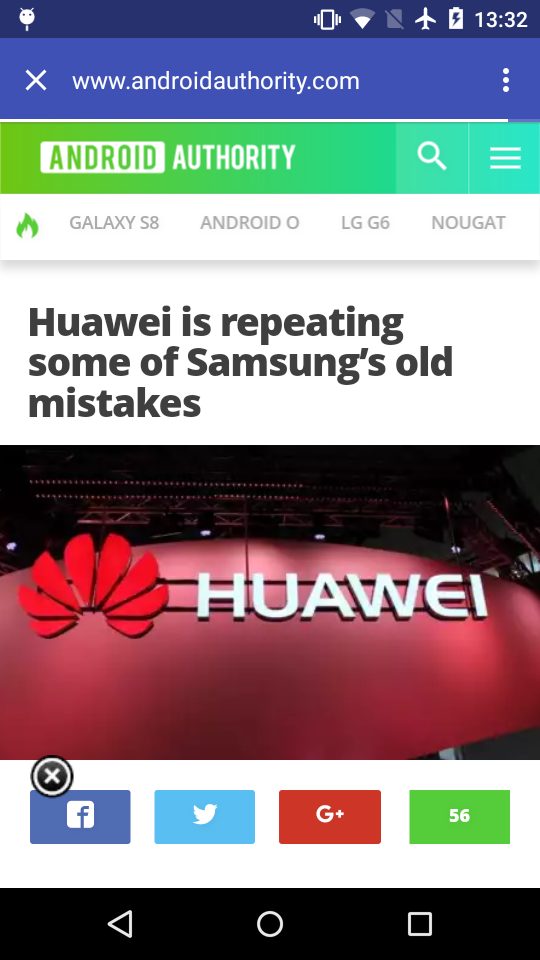 13:32
www.androidauthority.com
ANDROID AUTHORITY
GALAXY S8 ANDROID O LG G6 NOUGAT
Huawei is repeating
some of Samsung’s old
mistakes
HUAWEI
G+
56